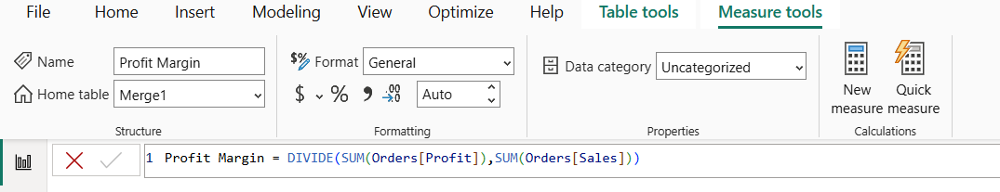 File Home Insert Modeling View Optimize Help Table tools Measure tools
Name Profit Margin
Home table Merge1
Structure
$% Format General
$ % 9 .00 →0 Auto
Formatting
Data category Uncategorized
Properties
New measure
Quick measure
Calculations
1 Profit Margin = DIVIDE(SUM(Orders[Profit]),SUM(Orders[Sales]))